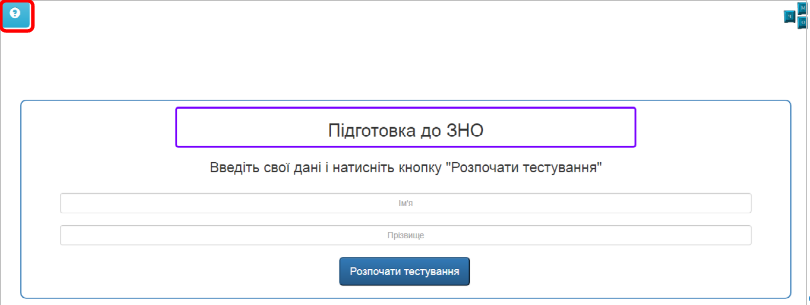 Підготовка до ЗНО
Введіть свої дані і натисніть кнопку "Розпочати тестування"
Ім'я
Прізвище
Розпочати тестування